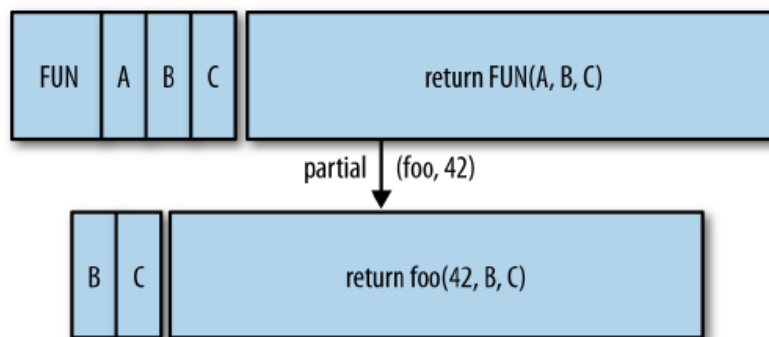 FUN A B C return FUN(A, B, C)
partial (foo, 42)
B C return foo(42, B, C)